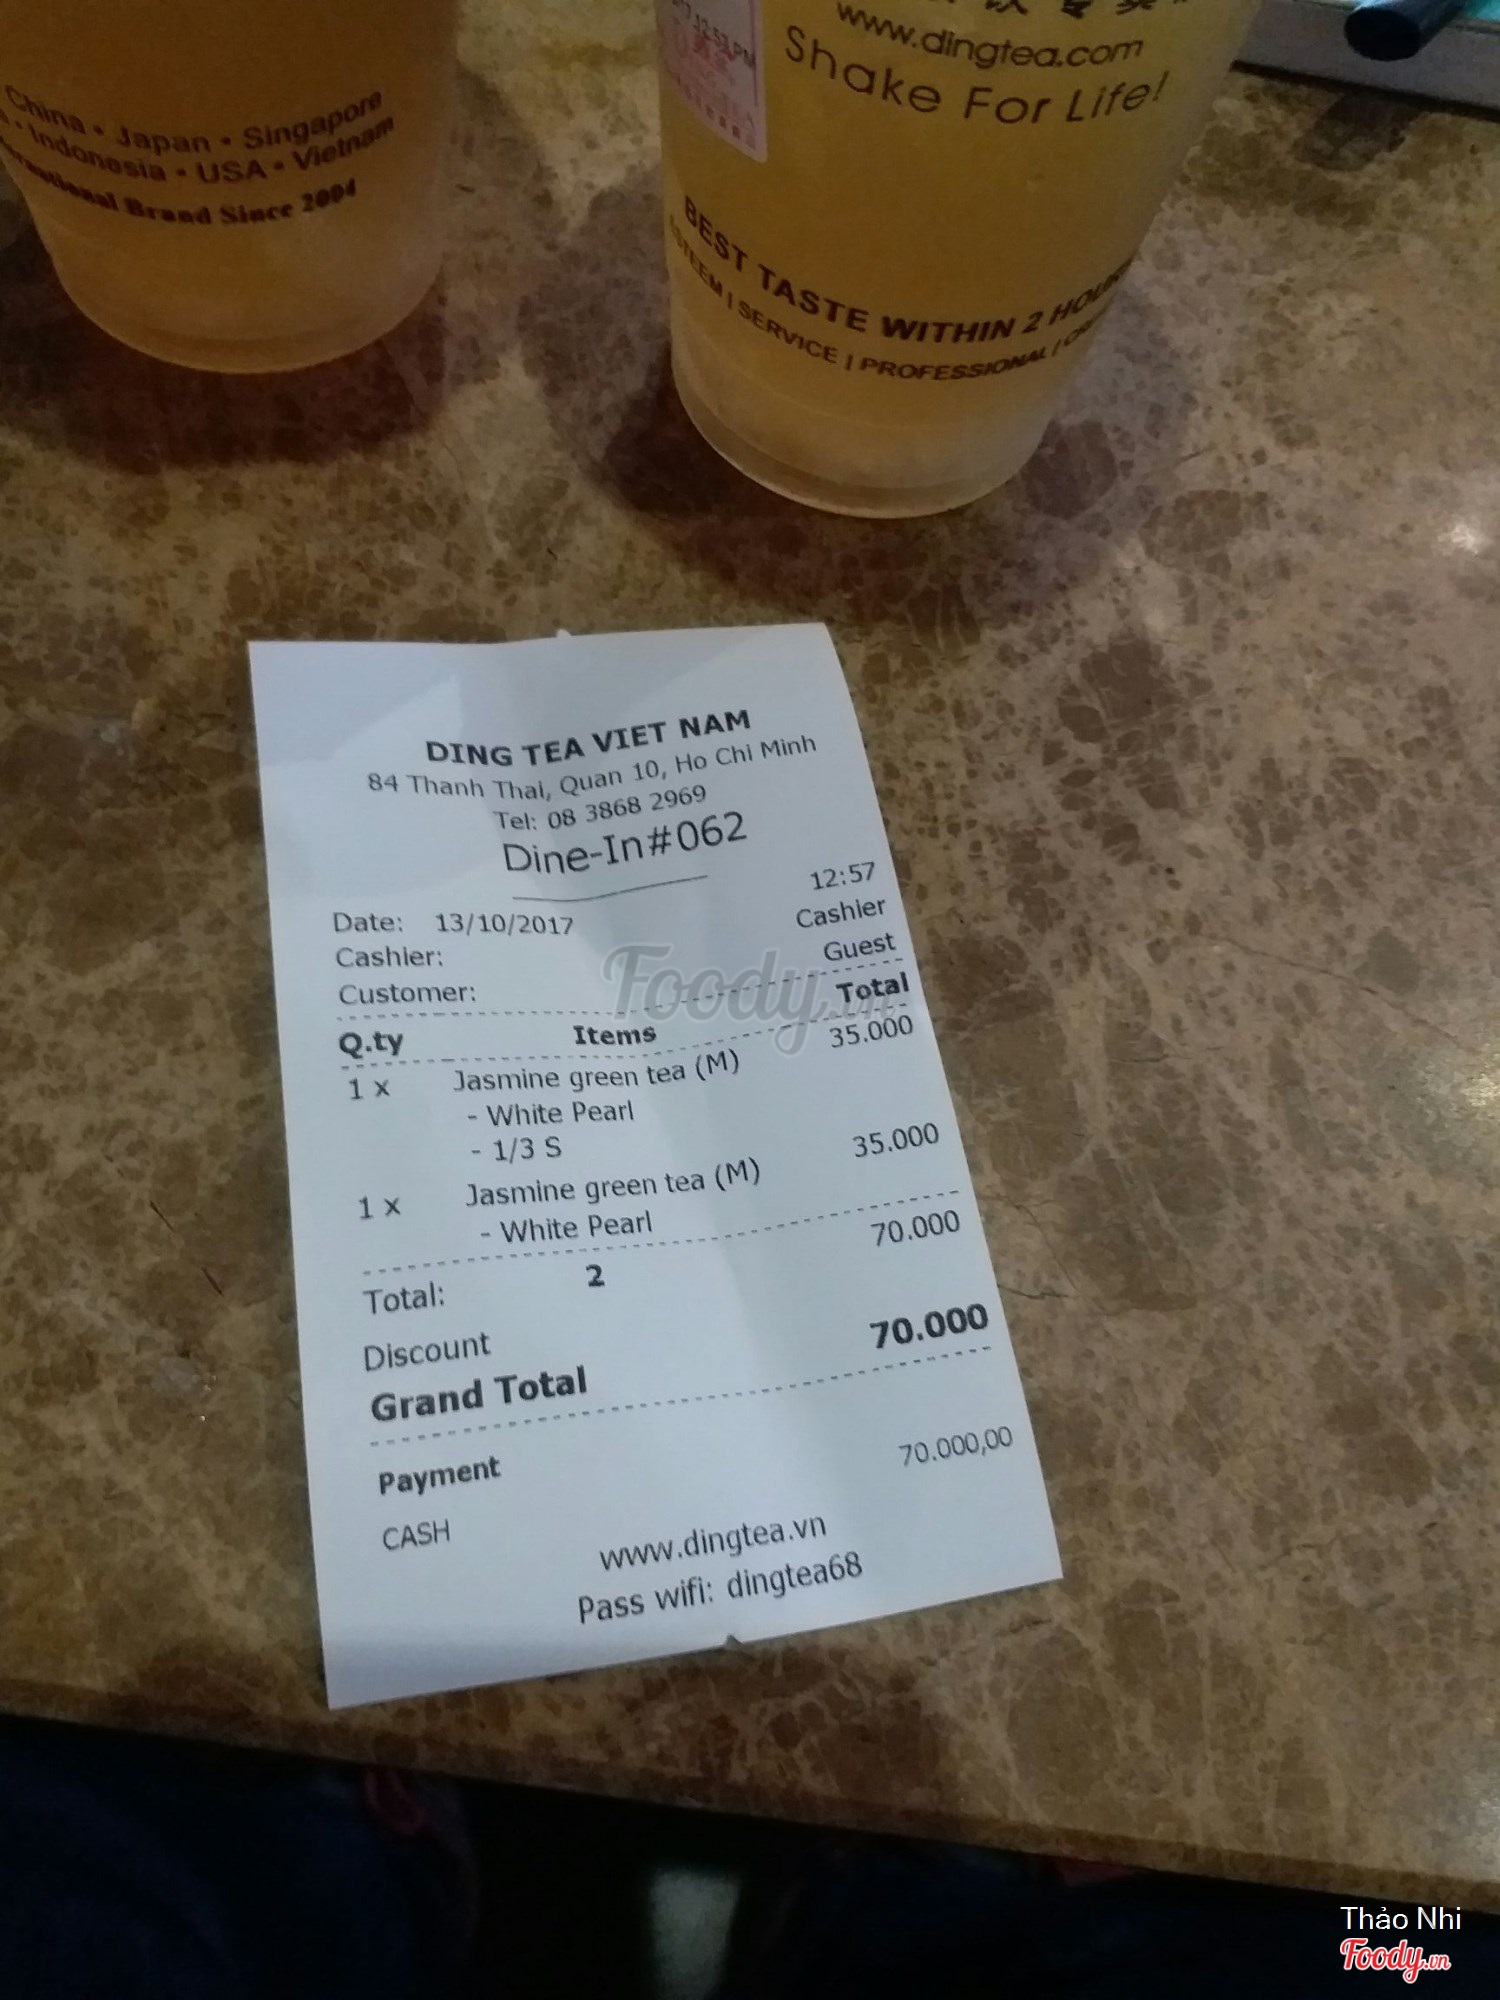 China • Japan • Singapore
• Indonesia • USA • Vietnam
Brand Since 2004
12:53 PM
www.dingtea.com
Shake For Life!
BEST TASTE WITHIN 2
| SERVICE | PROFESSIONAL |
DING TEA VIET NAM
84 Thanh Thai, Quan 10, Ho Chi Minh
Tel: 08 3868 2969
Dine-In#062
12:57
Date: 13/10/2017
Cashier: Cashier
Customer: Guest
Q.ty Items Total
1 x Jasmine green tea (M) 35.000
- White Pearl
- 1/3 S
1 x Jasmine green tea (M) 35.000
- White Pearl
Total: 2 70.000
Discount
Grand Total 70.000
Payment
CASH 70.000,00
www.dingtea.vn
Pass wifi: dingtea68
Foody.vn
Thảo Nhi
Foody.vn